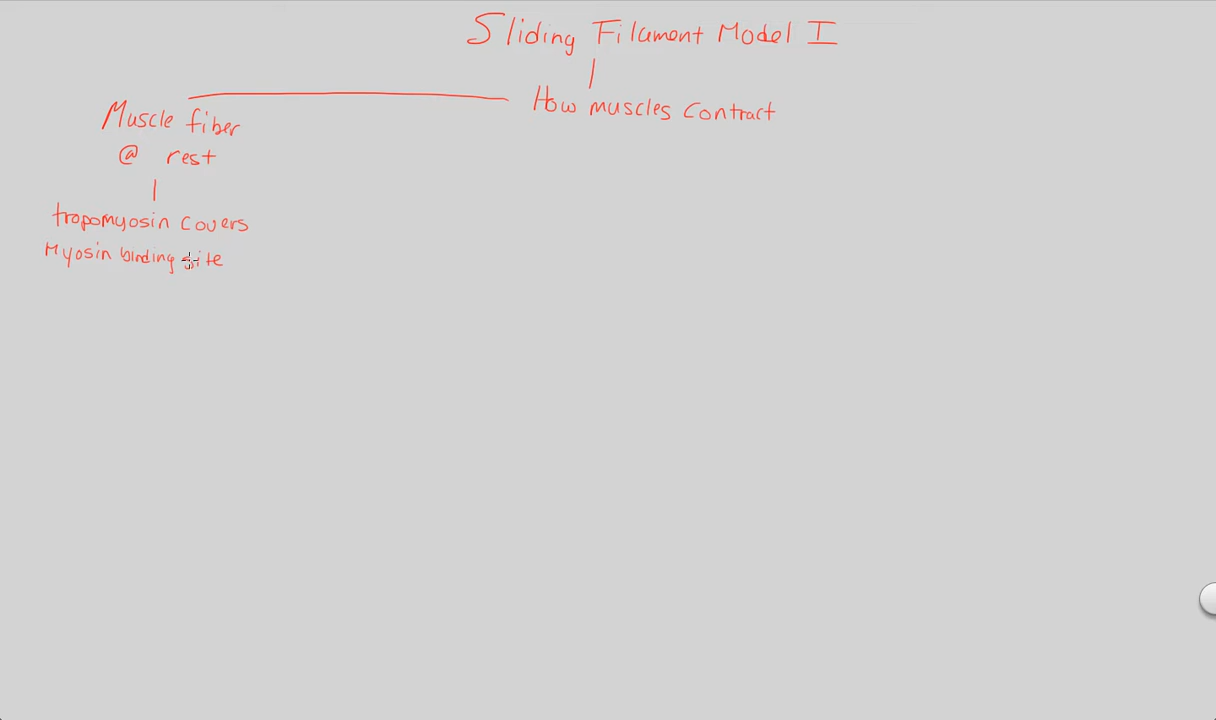 Sliding Filament Model I
How muscles contract
Muscle fiber
@ rest
tropomyosin covers
Myosin binding site